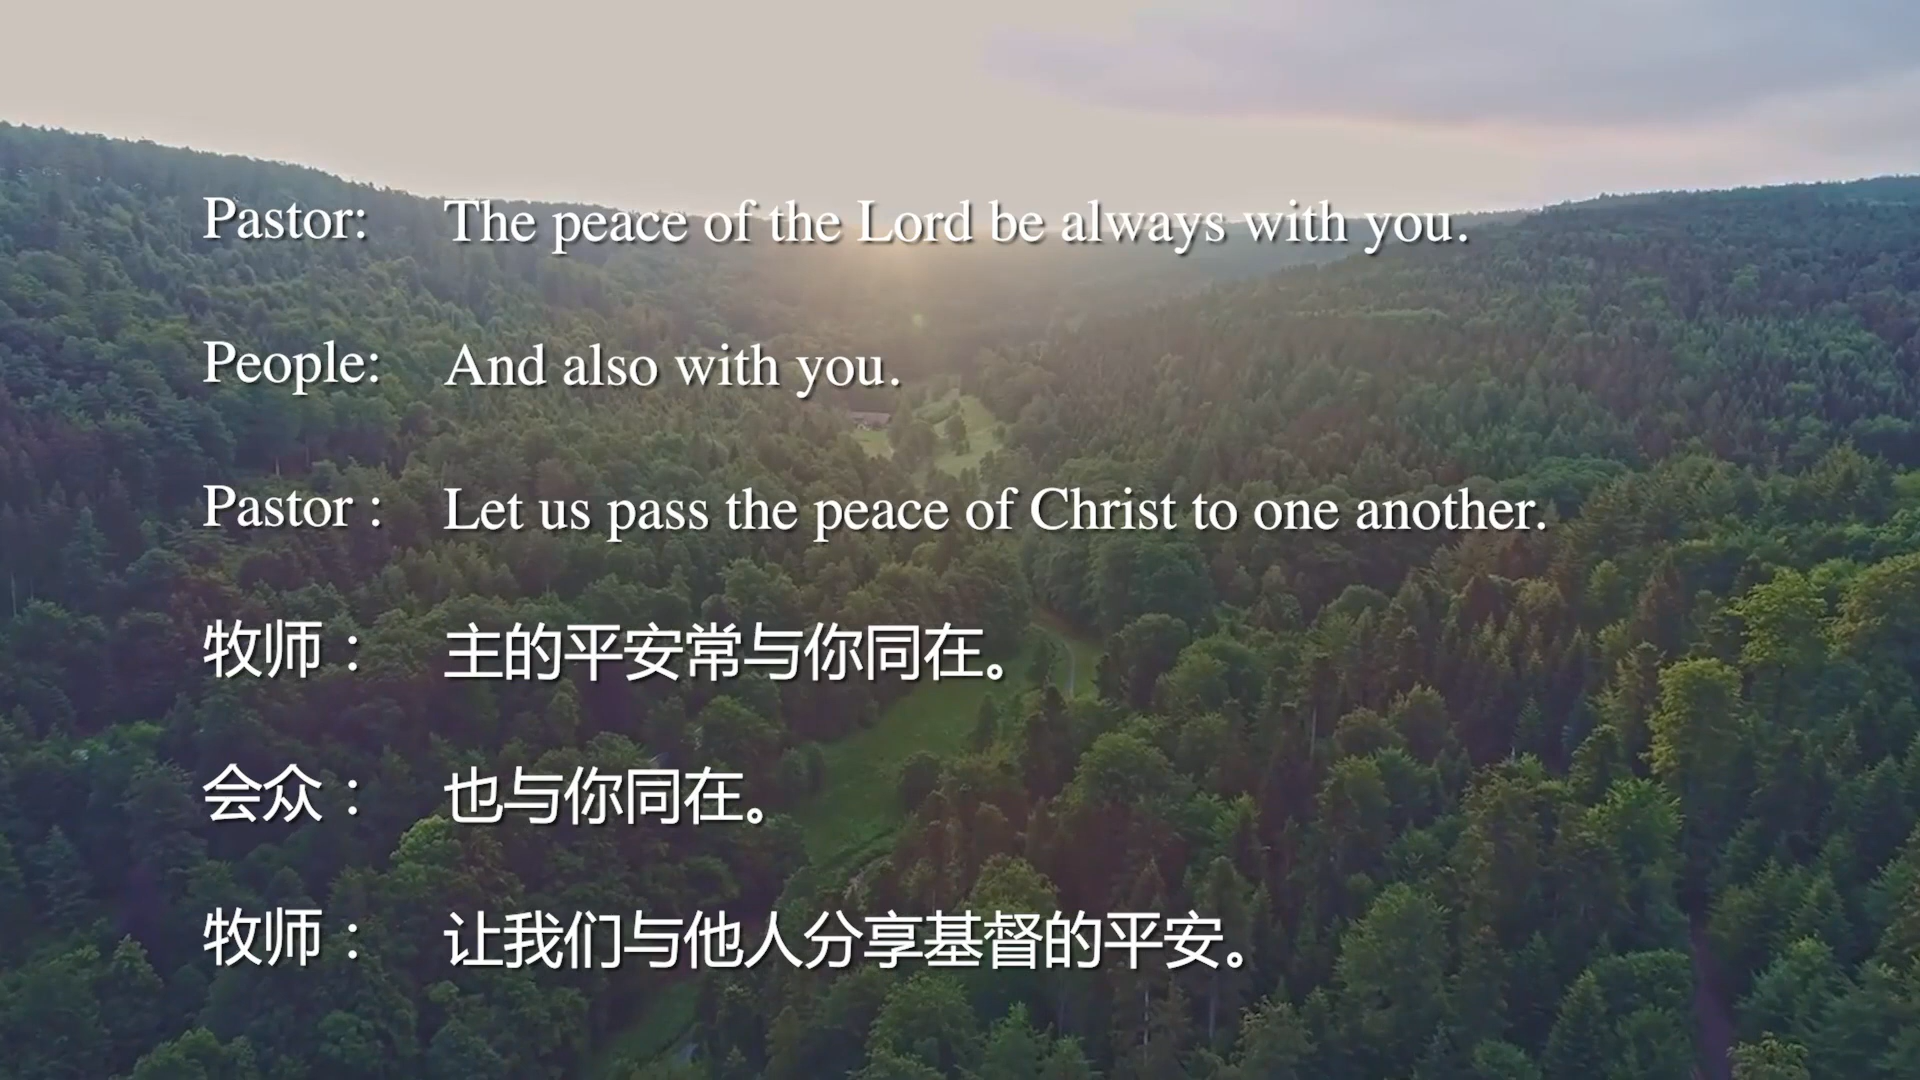 Pastor: The peace of the Lord be always with you.
People: And also with you.
Pastor : Let us pass the peace of Christ to one another.
牧师： 主的平安常与你同在。
会众： 也与你同在。
牧师： 让我们与他人分享基督的平安。